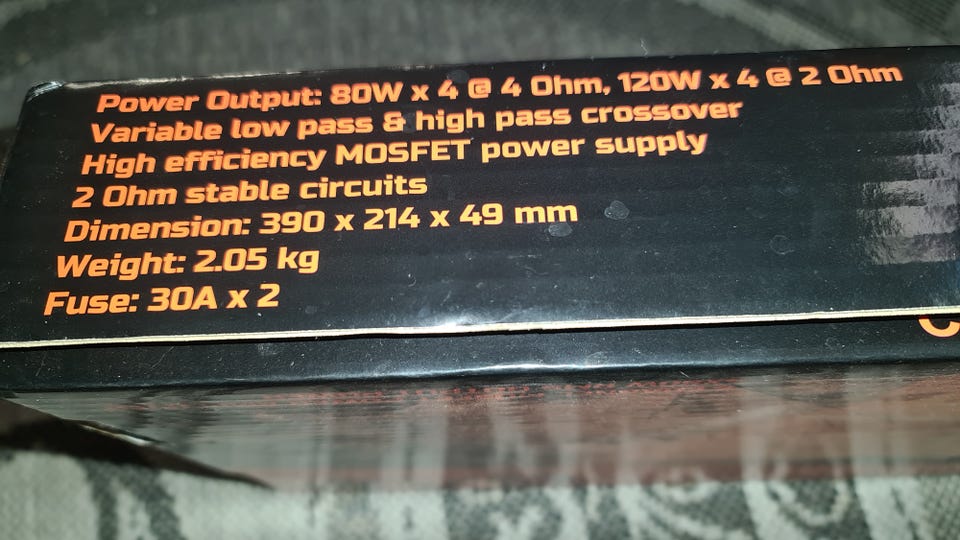 Power Output: 80W x 4 @ 4 Ohm, 120W x 4 @ 2 Ohm
Variable low pass & high pass crossover
High efficiency MOSFET power supply
2 Ohm stable circuits
Dimension: 390 x 214 x 49 mm
Weight: 2.05 kg
Fuse: 30A x 2